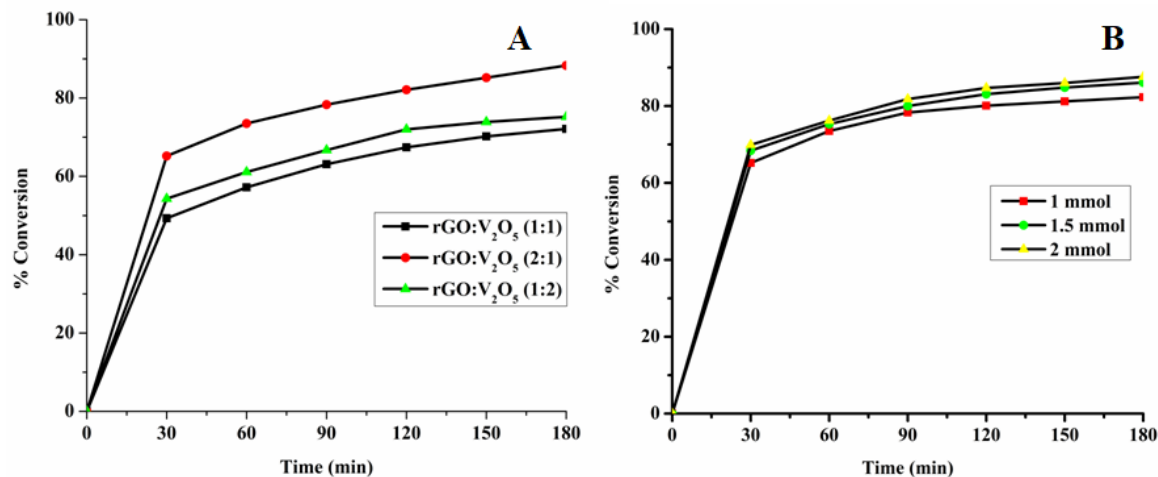 A
% Conversion
100
80
60
40
20
0
0 30 60 90 120 150 180
Time (min)
rGO:V₂O₅ (1:1)
rGO:V₂O₅ (2:1)
rGO:V₂O₅ (1:2)
B
% Conversion
100
80
60
40
20
0
0 30 60 90 120 150 180
Time (min)
1 mmol
1.5 mmol
2 mmol